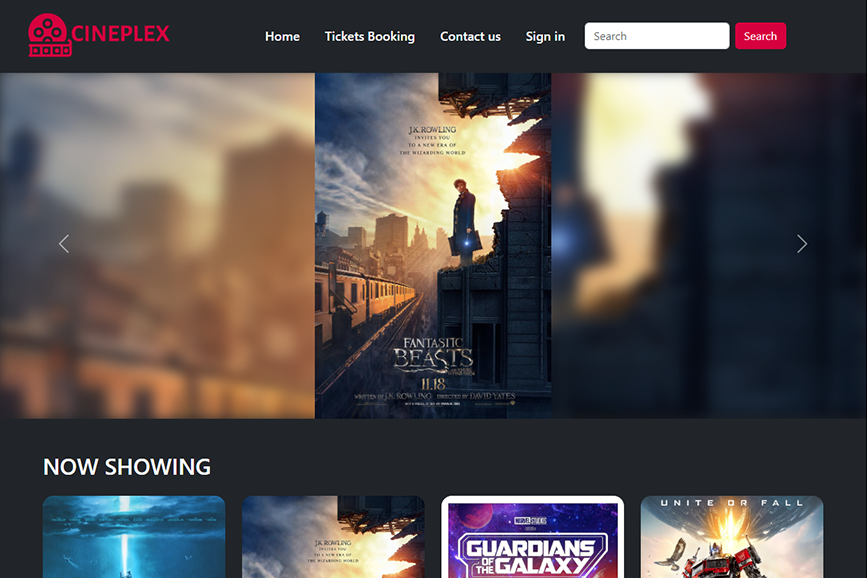 CINEPLEX
Home
Tickets Booking
Contact us
Sign in
Search
Search
J.K. ROWLING
INVITES YOU
TO A NEW ERA OF
THE WIZARDING WORLD
FANTASTIC
BEASTS
11.18
WRITTEN BY J.K. ROWLING DIRECTED BY DAVID YATES
NOW SHOWING
J.K. ROWLING
INVITES YOU
TO A NEW ERA OF
THE WIZARDING WORLD
MARVEL STUDIOS
GUARDIANS
OF THE GALAXY
UNITE OR FALL